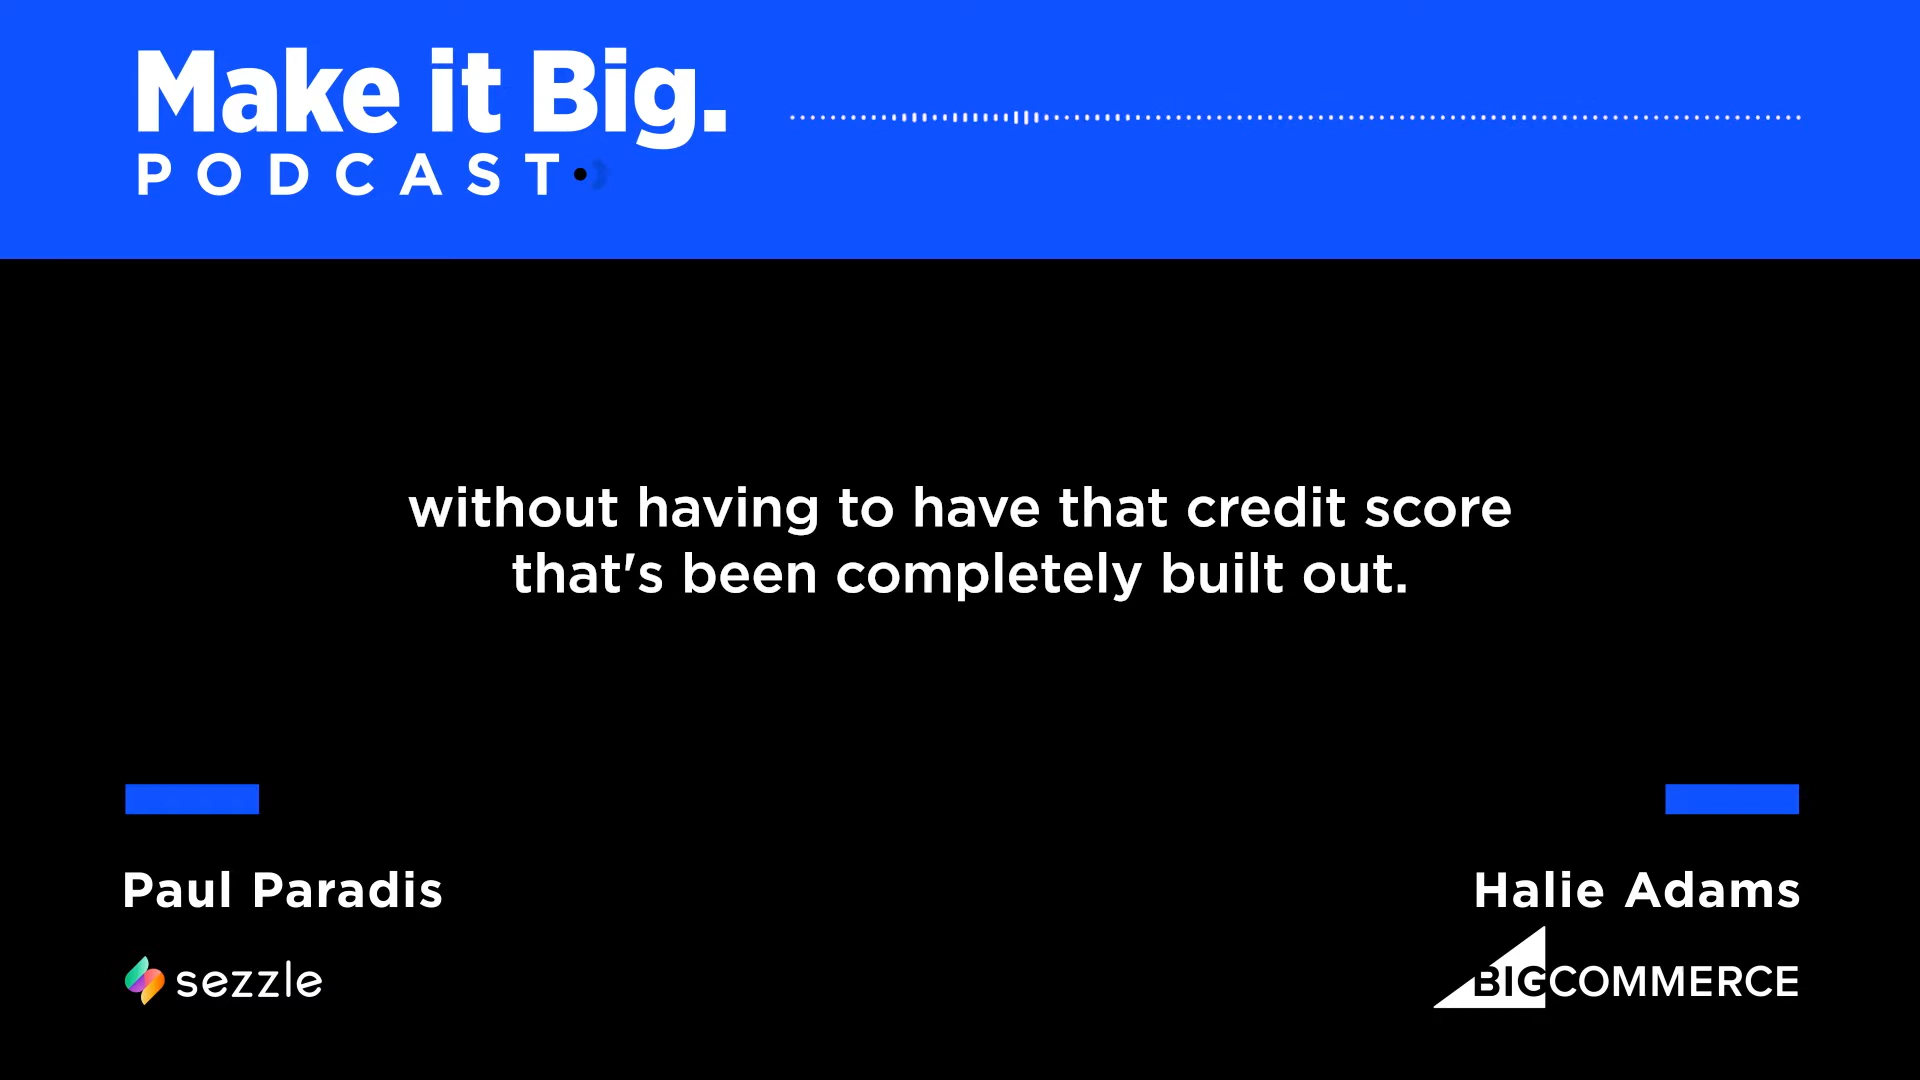 Make it Big.
PODCAST
without having to have that credit score
that's been completely built out.
Paul Paradis
Halie Adams
sezzle
BIGCOMMERCE